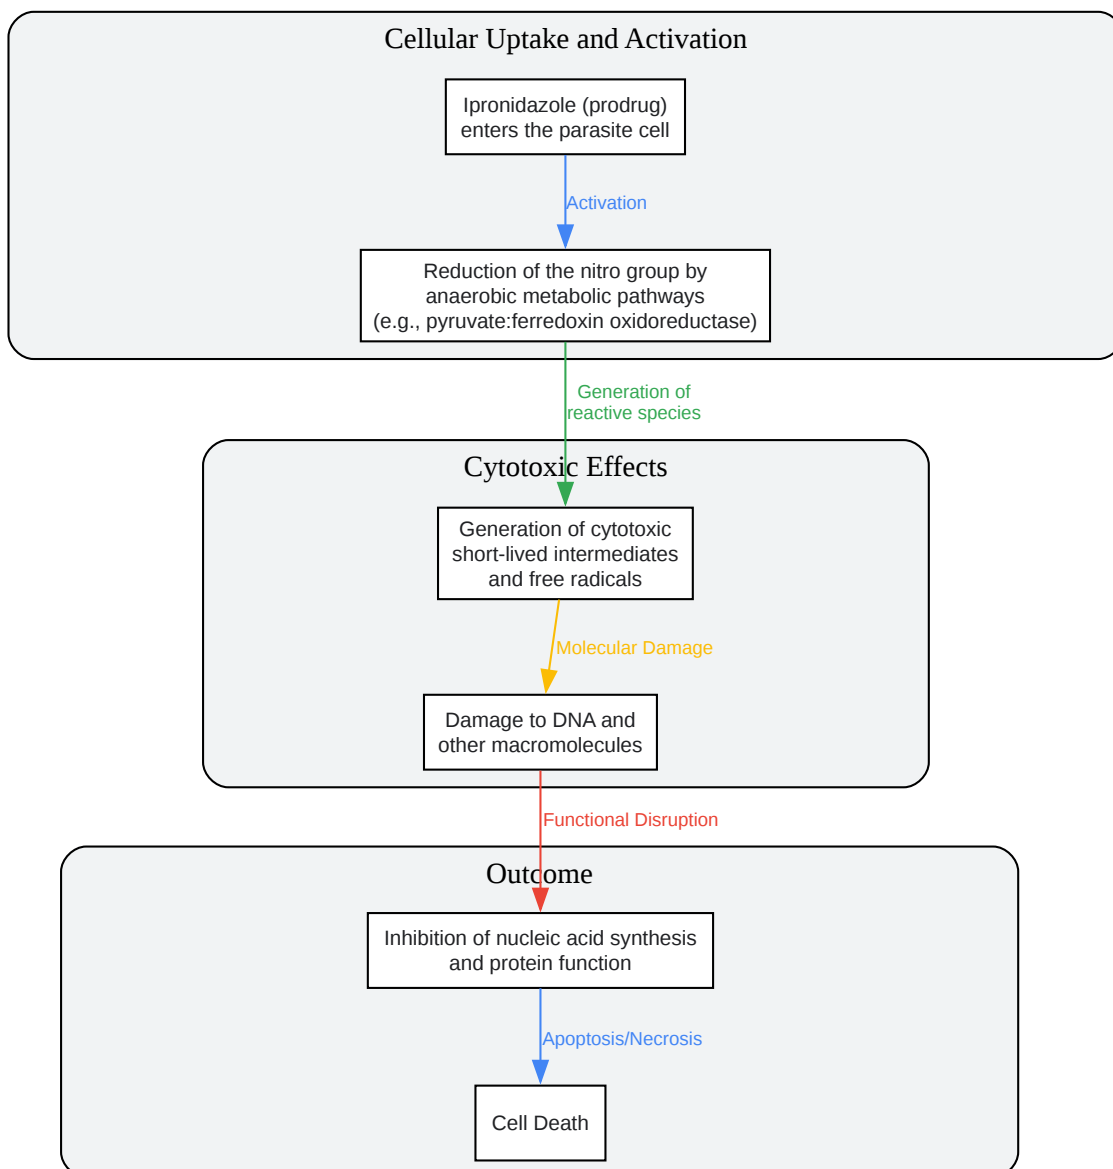 Cellular Uptake and Activation
Ipronidazole (prodrug)
enters the parasite cell
Activation
Reduction of the nitro group by
anaerobic metabolic pathways
(e.g., pyruvate:ferredoxin oxidoreductase)
Generation of
reactive species
Cytotoxic Effects
Generation of cytotoxic
short-lived intermediates
and free radicals
Molecular Damage
Damage to DNA and
other macromolecules
Functional Disruption
Outcome
Inhibition of nucleic acid synthesis
and protein function
Apoptosis/Necrosis
Cell Death